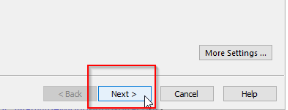 More Settings ...
< Back
Next >
Cancel
Help